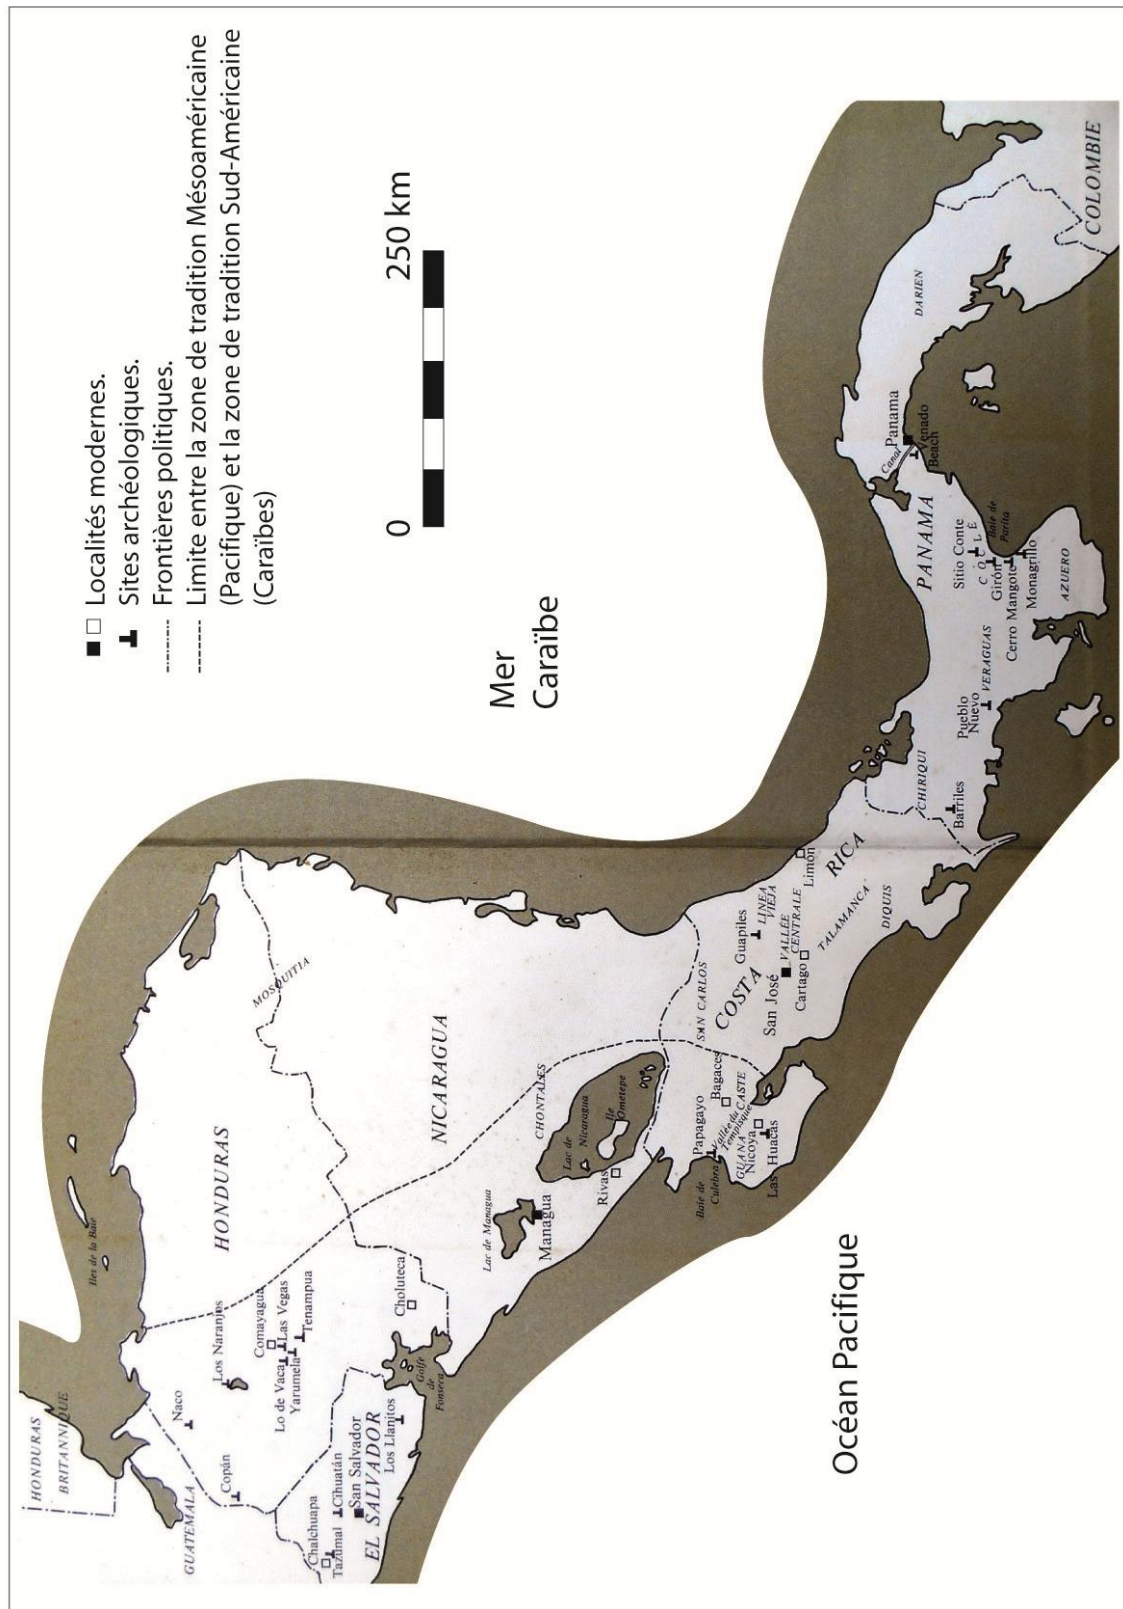 Localités modernes.
Sites archéologiques.
Frontières politiques.
Limite entre la zone de tradition Mésoaméricaine
(Pacifique) et la zone de tradition Sud-Américaine
(Caraïbes)
0
250 km
Mer
Caraïbe
Océan Pacifique
HONDURAS
BRITANNIQUE
GUATEMALA
Iles de la Baie
Naco
Copán
Los Naranjos
HONDURAS
MOSQUITIA
Comayagua
Lo de Vaca
Las Vegas
Yarumela
Tenampua
Choluteca
Chalchuapa
Tazumal
Cihuatán
San Salvador
EL SALVADOR
Los Llanitos
Golfe
de
Fonseca
NICARAGUA
CHONTALES
Lac de Managua
Managua
Lac de
Nicaragua
Ile
Ometepe
Rivas
Papagayo
Baie de
Culebra
Vallée du
Tempisque
Bagaces
GUANA
CASTE
Nicoya
Las Huacas
SAN CARLOS
COSTA
RICA
Guapiles
LINEA
VIEJA
San José
VALLÉE
CENTRALE
Cartago
Limón
TALAMANCA
DIQUIS
CHIRIQUI
Barriles
Pueblo
Nuevo
VERAGUAS
PANAMA
Sitio Conte
COCLÉ
Girón
Baie de
Parita
Cerro Mangote
Monagrillo
AZUERO
Canal
Panama
Venado
Beach
DARIEN
COLOMBIE